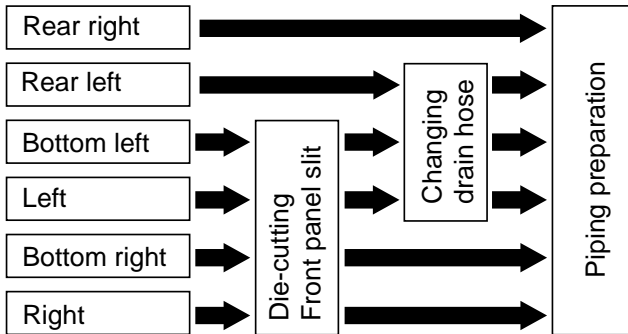 Rear right
Rear left
Bottom left
Left
Bottom right
Right
Die-cutting
Front panel slit
Changing
drain hose
Piping preparation